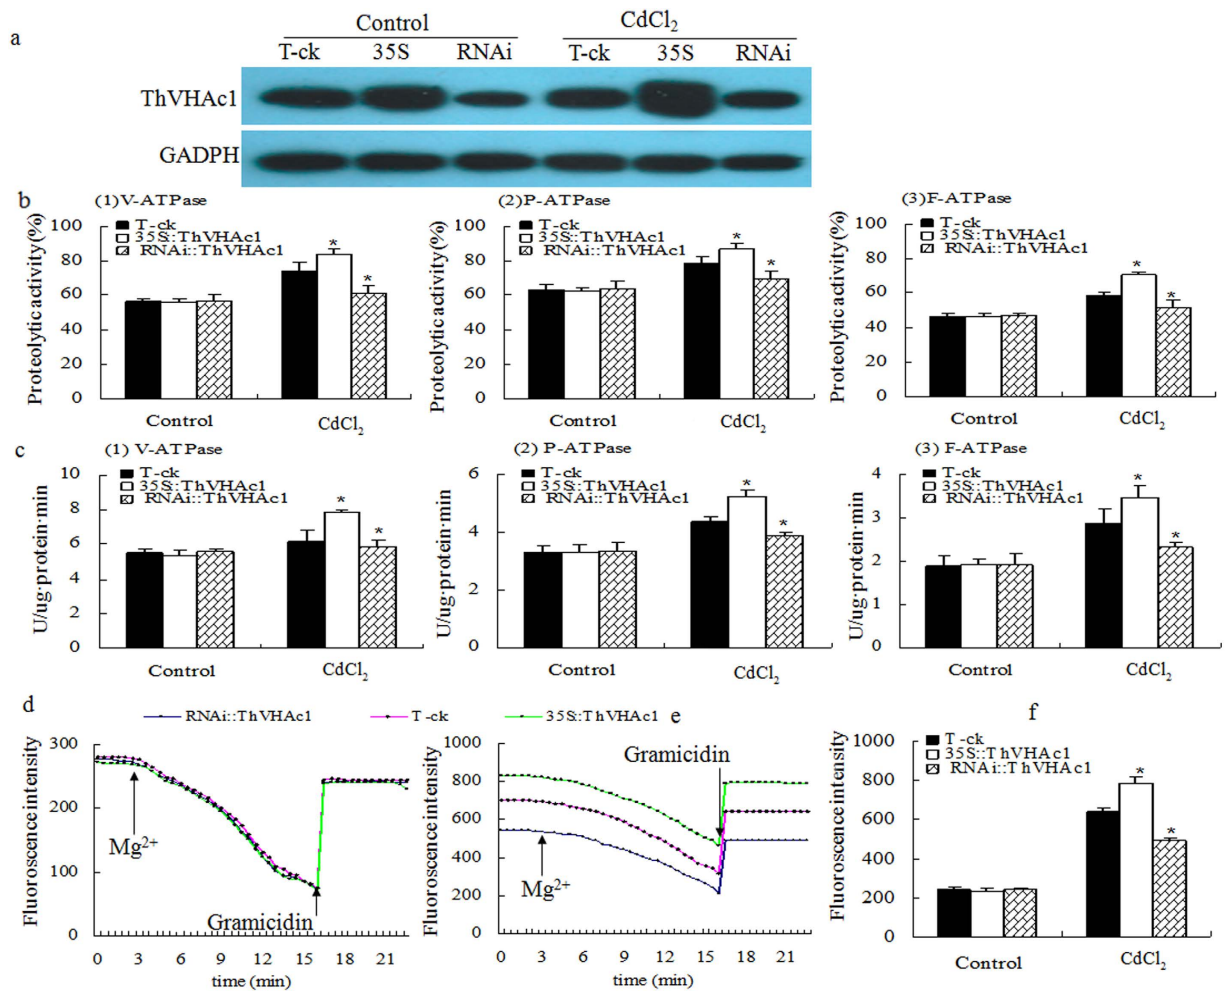 a
Control
CdCl2
T-ck 35S RNAi T-ck 35S RNAi
ThVHAc1
GADPH
b
(1)V-ATPase
Proteolytic activity(%)
100
80
60
40
20
0
T-ck
35S::ThVHAc1
RNAi::ThVHAc1
*
*
Control
CdCl2
(2)P-ATPase
Proteolytic activity(%)
100
80
60
40
20
0
T-ck
35S::ThVHAc1
RNAi::ThVHAc1
*
*
Control
CdCl2
(3)F-ATPase
Proteolytic activity(%)
100
80
60
40
20
0
T-ck
35S::ThVHAc1
RNAi::ThVHAc1
*
*
Control
CdCl2
c
(1) V-ATPase
U/ug·protein·min
10
8
6
4
2
0
T-ck
35S::ThVHAc1
RNAi::ThVHAc1
*
*
Control
CdCl2
(2) P-ATPase
U/ug·protein·min
6
4
2
0
T-ck
35S::ThVHAc1
RNAi::ThVHAc1
*
*
Control
CdCl2
(3) F-ATPase
U/ug·protein·min
4
3
2
1
0
T-ck
35S::ThVHAc1
RNAi::ThVHAc1
*
*
Control
CdCl2
d
RNAi::ThVHAc1 T-ck 35S::ThVHAc1
Fluoroscence intensity
300
200
100
0
Mg2+
Gramicidin
0 3 6 9 12 15 18 21
time (min)
e
Fluoroscence intensity
1000
800
600
400
200
0
Gramicidin
Mg2+
0 3 6 9 12 15 18 21
time (min)
f
Fluoroscence intensity
1000
800
600
400
200
0
T-ck
35S::ThVHAc1
RNAi::ThVHAc1
*
*
Control
CdCl2